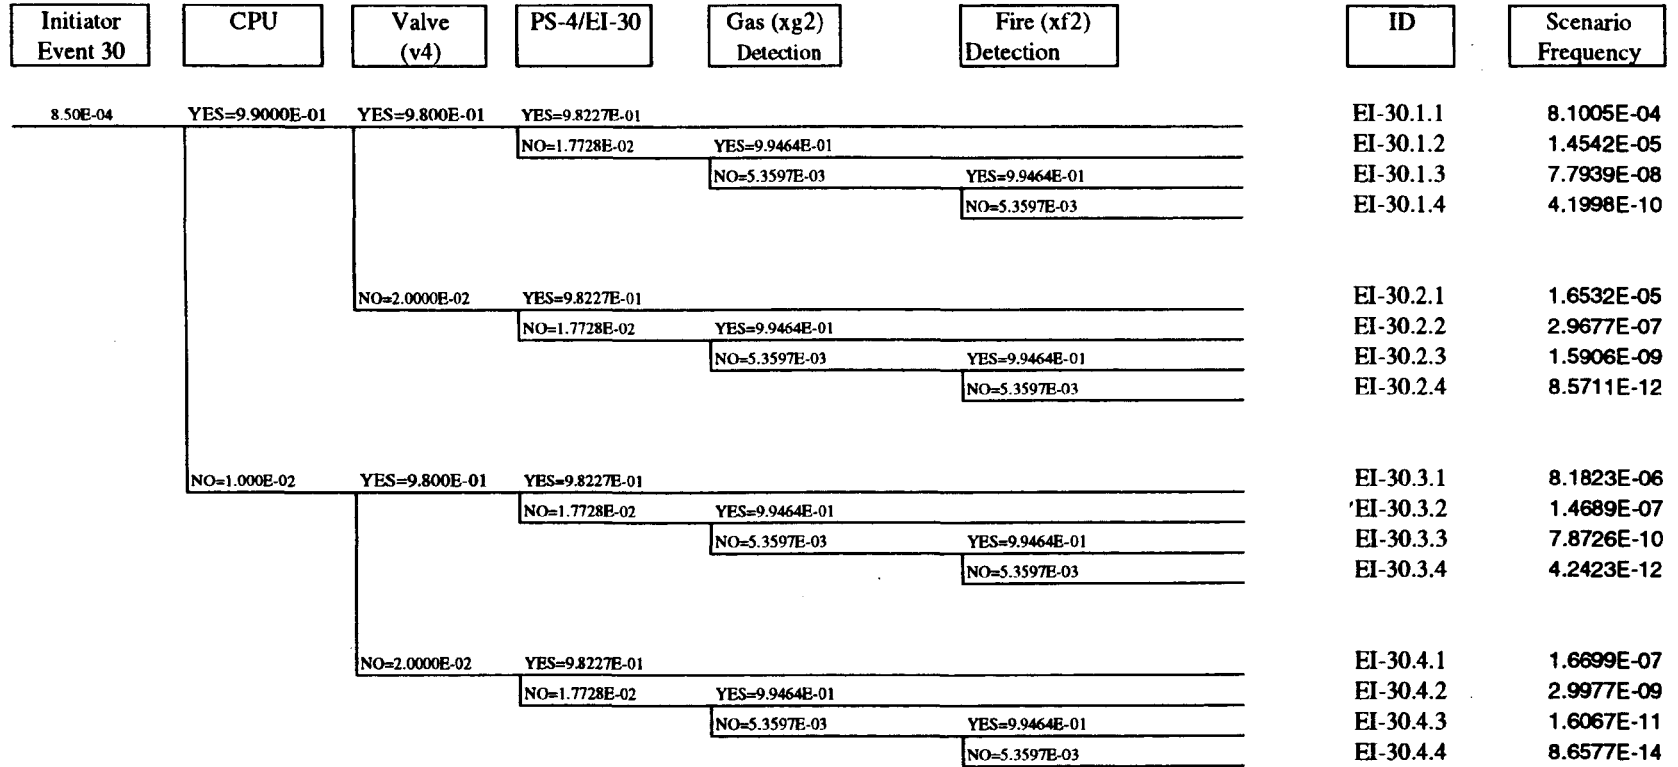 Initiator Event 30
CPU
Valve (v4)
PS-4/EI-30
Gas (xg2) Detection
Fire (xf2) Detection
ID
Scenario Frequency
8.50E-04 YES=9.9000E-01 YES=9.800E-01 YES=9.8227E-01 EI-30.1.1 8.1005E-04
NO=1.7728E-02 YES=9.9464E-01 EI-30.1.2 1.4542E-05
NO=5.3597E-03 YES=9.9464E-01 EI-30.1.3 7.7939E-08
NO=5.3597E-03 EI-30.1.4 4.1998E-10
NO=2.0000E-02 YES=9.8227E-01 EI-30.2.1 1.6532E-05
NO=1.7728E-02 YES=9.9464E-01 EI-30.2.2 2.9677E-07
NO=5.3597E-03 YES=9.9464E-01 EI-30.2.3 1.5906E-09
NO=5.3597E-03 EI-30.2.4 8.5711E-12
NO=1.000E-02 YES=9.800E-01 YES=9.8227E-01 EI-30.3.1 8.1823E-06
NO=1.7728E-02 YES=9.9464E-01 EI-30.3.2 1.4689E-07
NO=5.3597E-03 YES=9.9464E-01 EI-30.3.3 7.8726E-10
NO=5.3597E-03 EI-30.3.4 4.2423E-12
NO=2.0000E-02 YES=9.8227E-01 EI-30.4.1 1.6699E-07
NO=1.7728E-02 YES=9.9464E-01 EI-30.4.2 2.9977E-09
NO=5.3597E-03 YES=9.9464E-01 EI-30.4.3 1.6067E-11
NO=5.3597E-03 EI-30.4.4 8.6577E-14